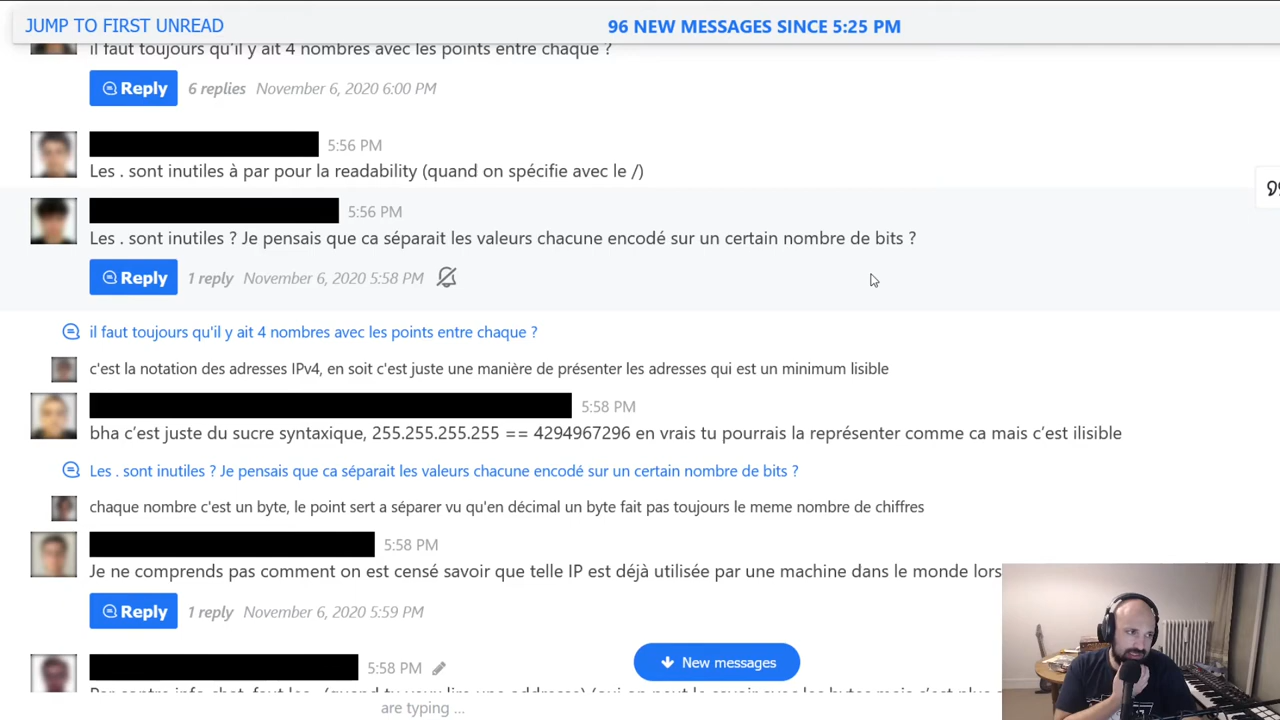 JUMP TO FIRST UNREAD
96 NEW MESSAGES SINCE 5:25 PM
il faut toujours qu'il y ait 4 nombres avec les points entre chaque ?
Reply 6 replies November 6, 2020 6:00 PM
5:56 PM
Les . sont inutiles à par pour la readability (quand on spécifie avec le /)
5:56 PM
Les . sont inutiles ? Je pensais que ca séparait les valeurs chacune encodé sur un certain nombre de bits ?
Reply 1 reply November 6, 2020 5:58 PM
il faut toujours qu'il y ait 4 nombres avec les points entre chaque ?
c'est la notation des adresses IPv4, en soit c'est juste une manière de présenter les adresses qui est un minimum lisible
5:58 PM
bha c’est juste du sucre syntaxique, 255.255.255.255 == 4294967296 en vrais tu pourrais la représenter comme ca mais c’est ilisible
Les . sont inutiles ? Je pensais que ca séparait les valeurs chacune encodé sur un certain nombre de bits ?
chaque nombre c'est un byte, le point sert a séparer vu qu'en décimal un byte fait pas toujours le meme nombre de chiffres
5:58 PM
Je ne comprends pas comment on est censé savoir que telle IP est déjà utilisée par une machine dans le monde lors
Reply 1 reply November 6, 2020 5:59 PM
New messages
5:58 PM
are typing ...